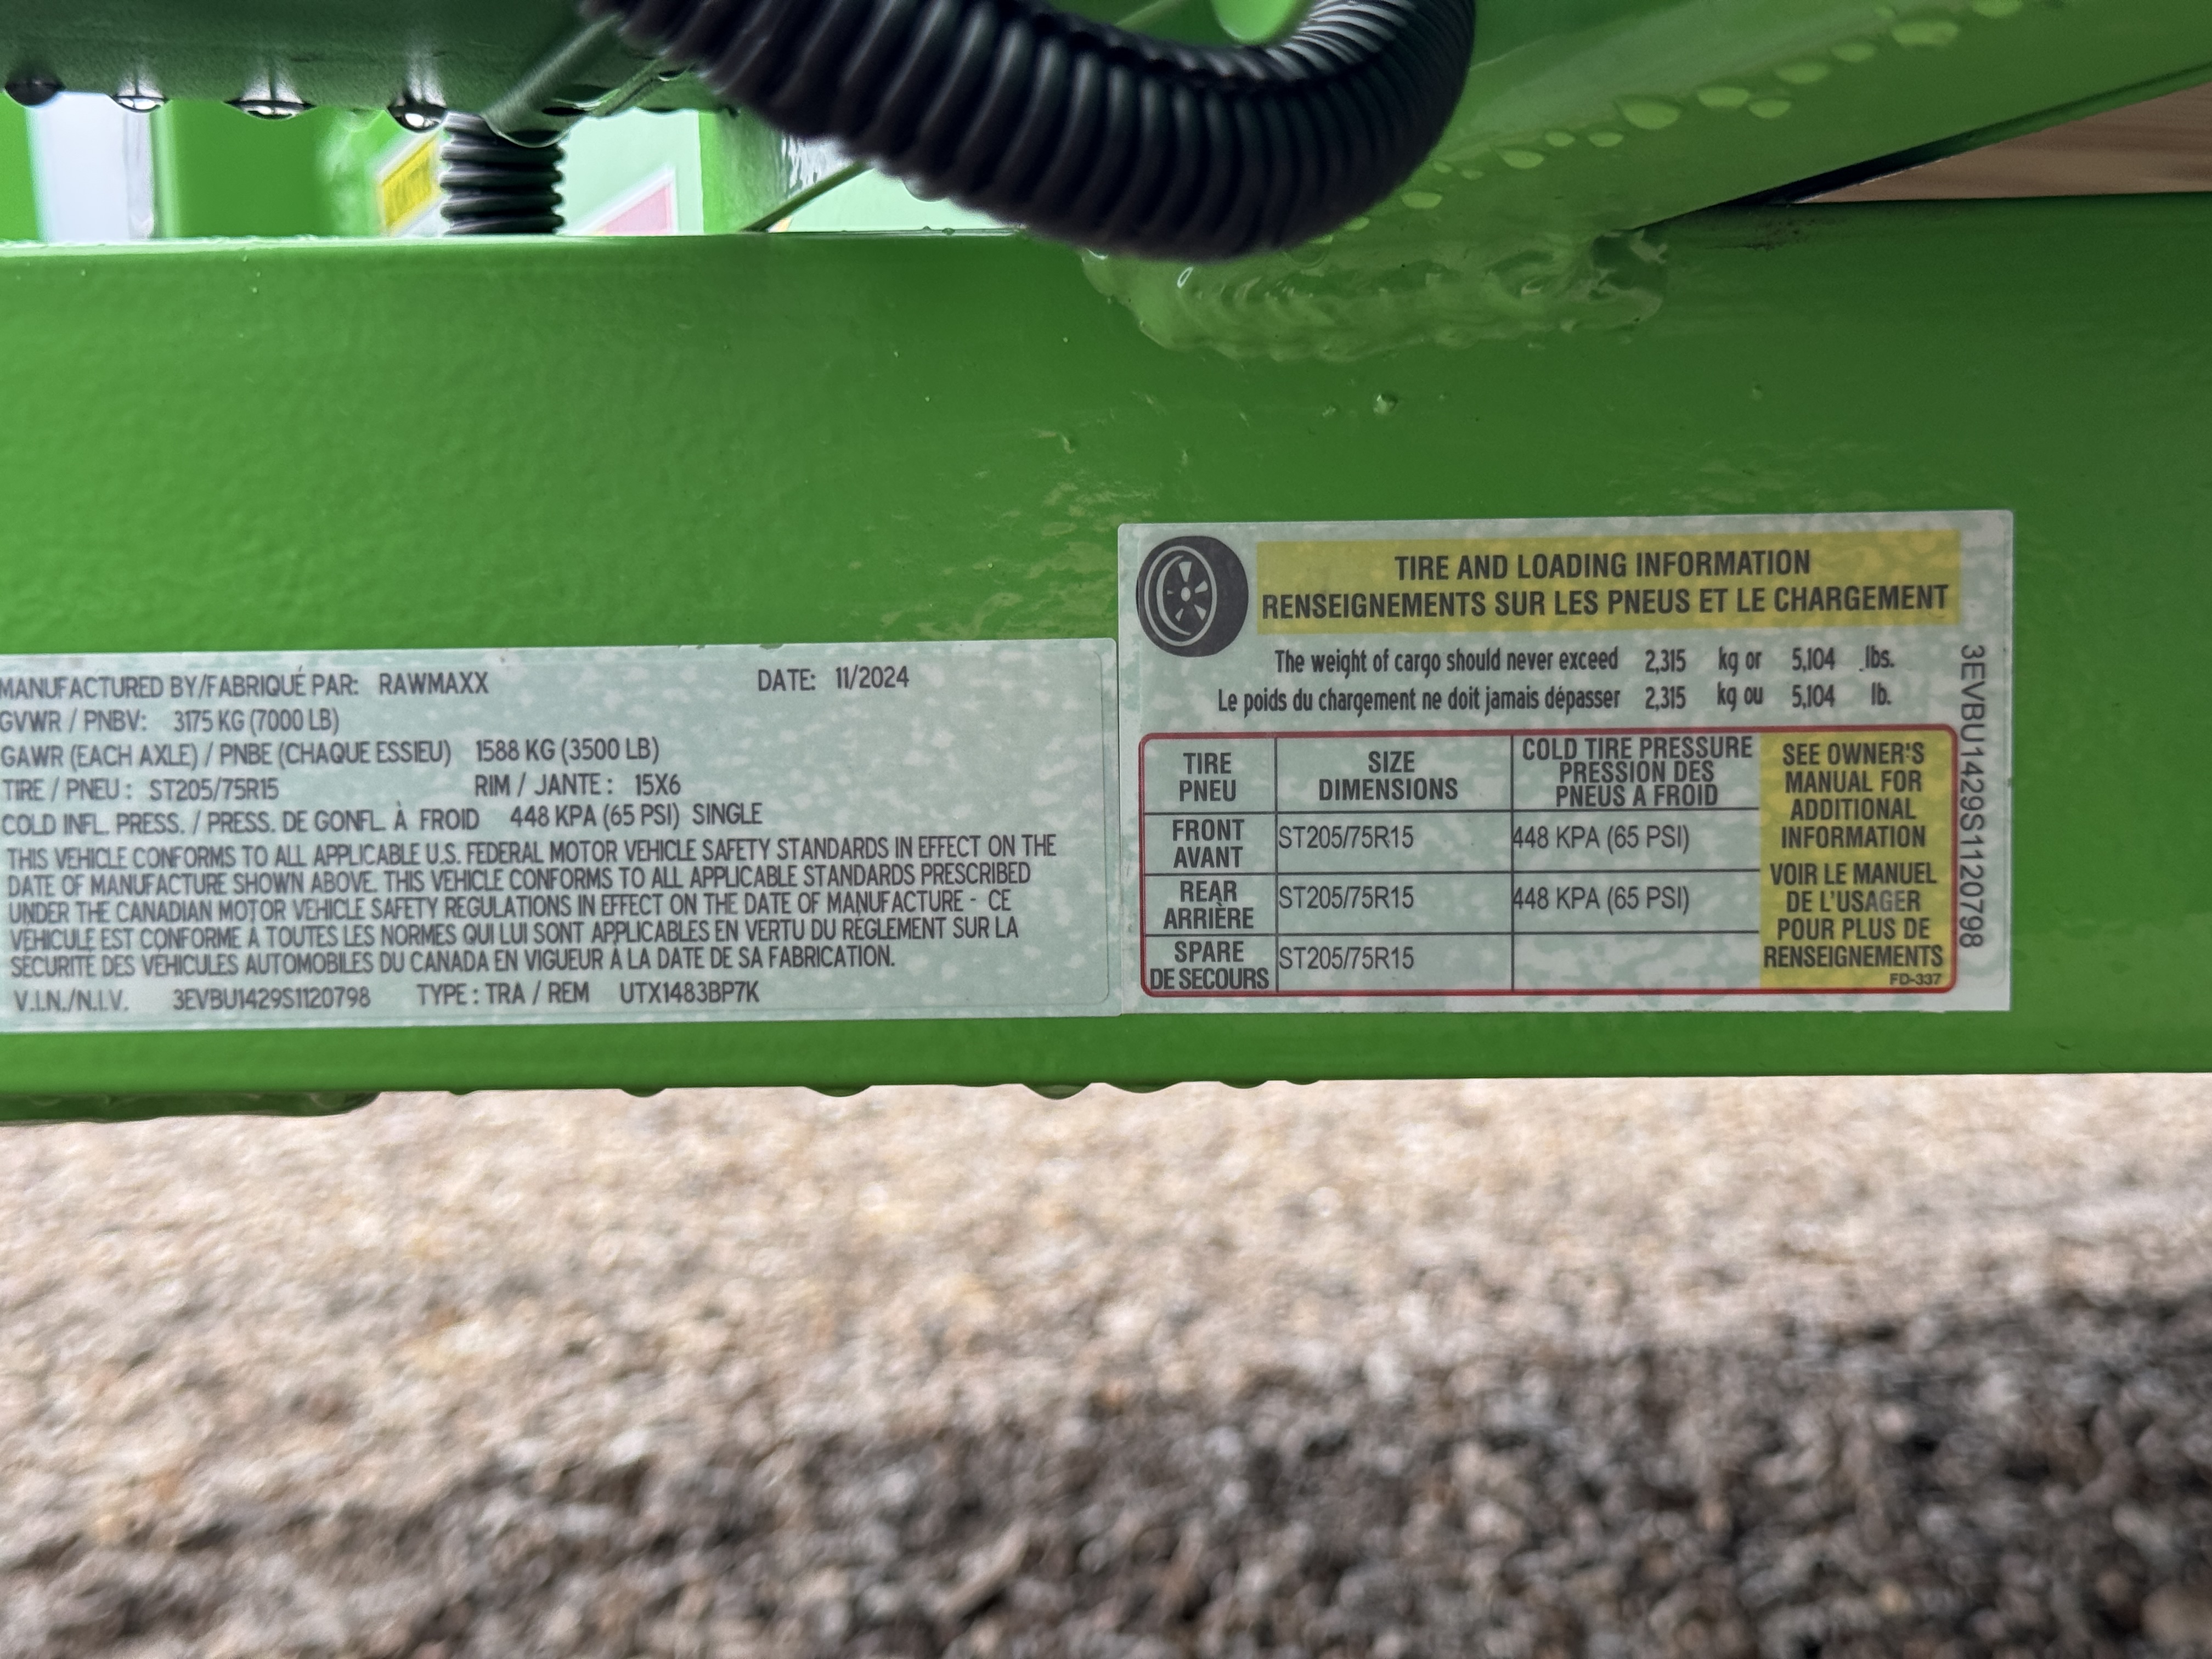 MANUFACTURED BY/FABRIQUÉ PAR: RAWMAXX DATE: 11/2024
GVWR / PNBV: 3175 KG (7000 LB)
GAWR (EACH AXLE) / PNBE (CHAQUE ESSIEU) 1588 KG (3500 LB)
TIRE / PNEU : ST205/75R15 RIM / JANTE : 15X6
COLD INFL. PRESS. / PRESS. DE GONFL. À FROID 448 KPA (65 PSI) SINGLE
THIS VEHICLE CONFORMS TO ALL APPLICABLE U.S. FEDERAL MOTOR VEHICLE SAFETY STANDARDS IN EFFECT ON THE
DATE OF MANUFACTURE SHOWN ABOVE. THIS VEHICLE CONFORMS TO ALL APPLICABLE STANDARDS PRESCRIBED
UNDER THE CANADIAN MOTOR VEHICLE SAFETY REGULATIONS IN EFFECT ON THE DATE OF MANUFACTURE - CE
VÉHICULE EST CONFORME À TOUTES LES NORMES QUI LUI SONT APPLICABLES EN VERTU DU RÉGLEMENT SUR LA
SÉCURITÉ DES VÉHICULES AUTOMOBILES DU CANADA EN VIGUEUR À LA DATE DE SA FABRICATION.
V.I.N./N.I.V. 3EVBU1429S1120798 TYPE : TRA / REM UTX1483BP7K
TIRE AND LOADING INFORMATION
RENSEIGNEMENTS SUR LES PNEUS ET LE CHARGEMENT
The weight of cargo should never exceed 2,315 kg or 5,104 lbs.
Le poids du chargement ne doit jamais dépasser 2,315 kg ou 5,104 lb.
TIRE
PNEU
SIZE
DIMENSIONS
COLD TIRE PRESSURE
PRESSION DES
PNEUS A FROID
FRONT
AVANT
ST205/75R15
448 KPA (65 PSI)
REAR
ARRIÈRE
ST205/75R15
448 KPA (65 PSI)
SPARE
DE SECOURS
ST205/75R15
SEE OWNER'S
MANUAL FOR
ADDITIONAL
INFORMATION
VOIR LE MANUEL
DE L'USAGER
POUR PLUS DE
RENSEIGNEMENTS
FD-337
3EVBU1429S1120798